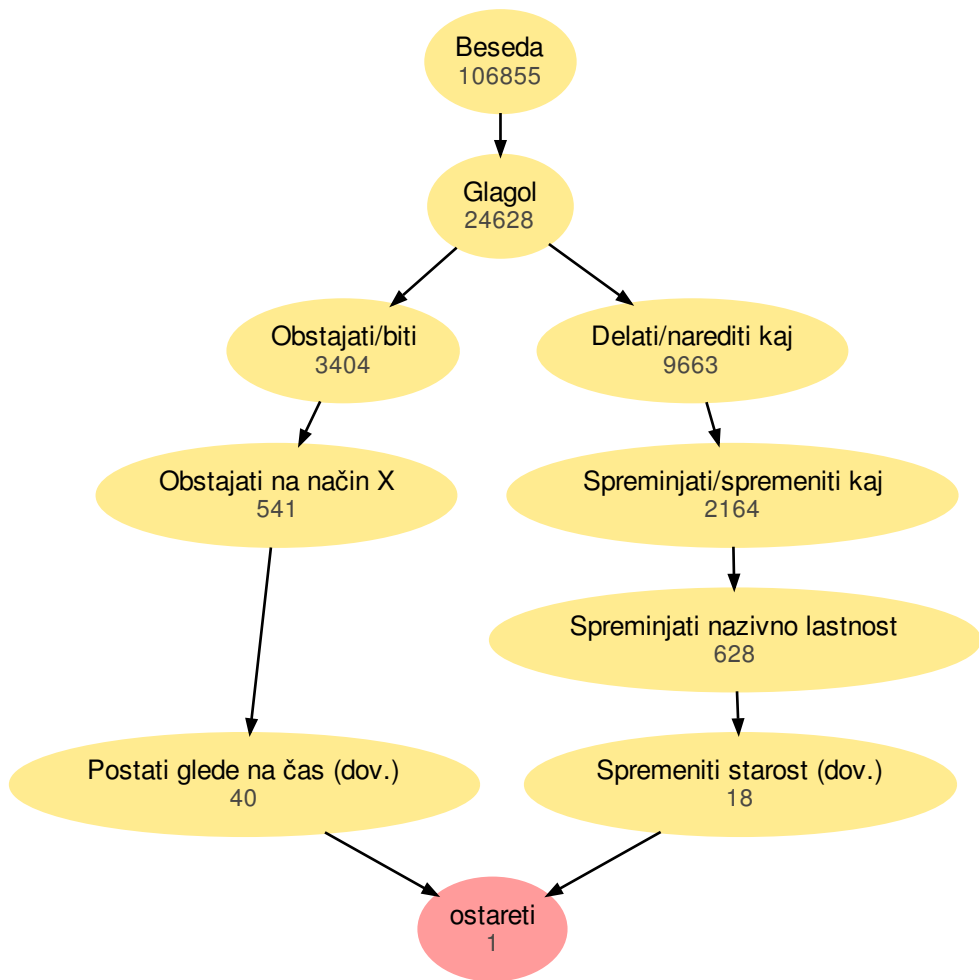 Beseda
106855
Glagol
24628
Obstajati/biti
3404
Delati/narediti kaj
9663
Obstajati na način X
541
Spreminjati/spremeniti kaj
2164
Spreminjati nazivno lastnost
628
Postati glede na čas (dov.)
40
Spremeniti starost (dov.)
18
ostareti
1